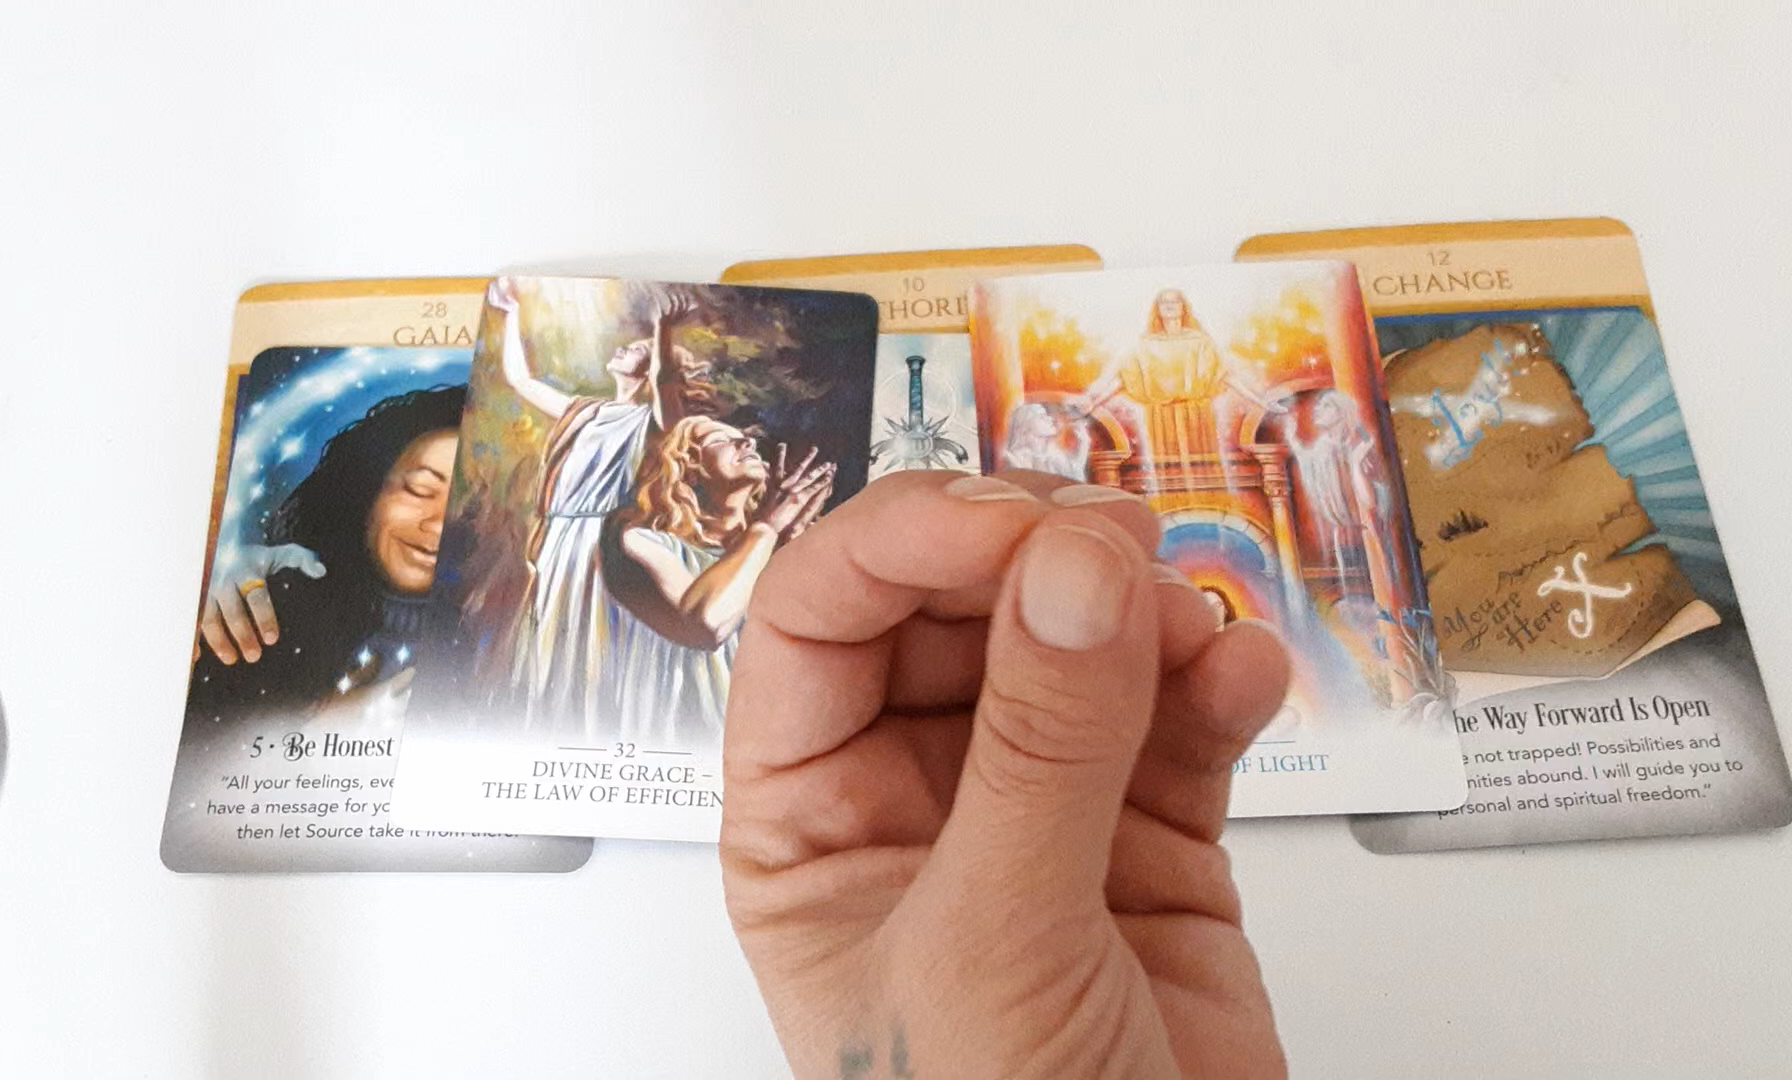 28
GAIA
10
THORI
12
CHANGE
You
are
Here
5 · Be Honest
"All your feelings, eve
have a message for yo
then let Source take it from there."
32
DIVINE GRACE –
THE LAW OF EFFICIEN
OF LIGHT
he Way Forward Is Open
e not trapped! Possibilities and
nities abound. I will guide you to
ersonal and spiritual freedom."